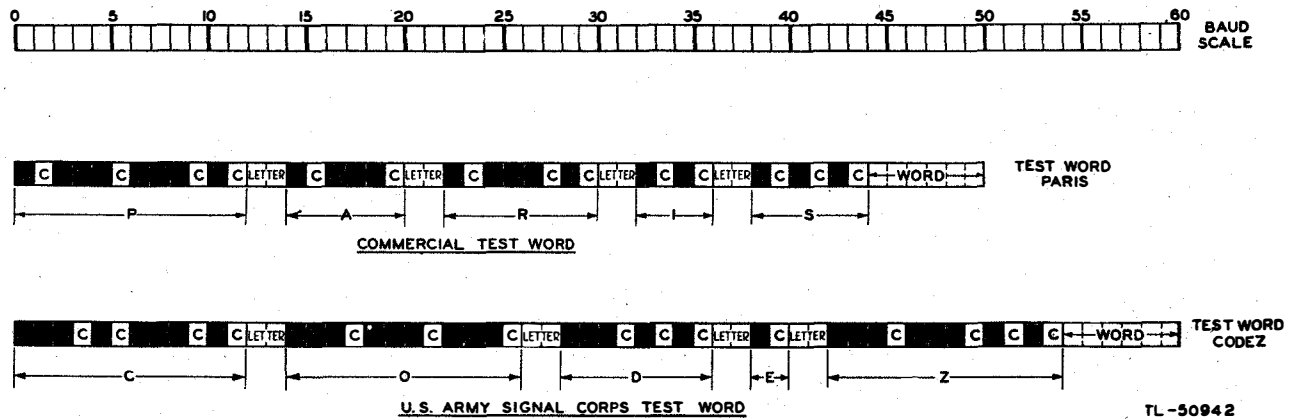 0 5 10 15 20 25 30 35 40 45 50 55 60
BAUD
SCALE
C C C C LETTER C C LETTER C C C LETTER C C LETTER C C C WORD
TEST WORD
PARIS
P A R I S
COMMERCIAL TEST WORD
C C C C LETTER C C C LETTER C C C LETTER C LETTER C C C C WORD
TEST WORD
CODEZ
C O D E Z
U.S. ARMY SIGNAL CORPS TEST WORD
TL-50942